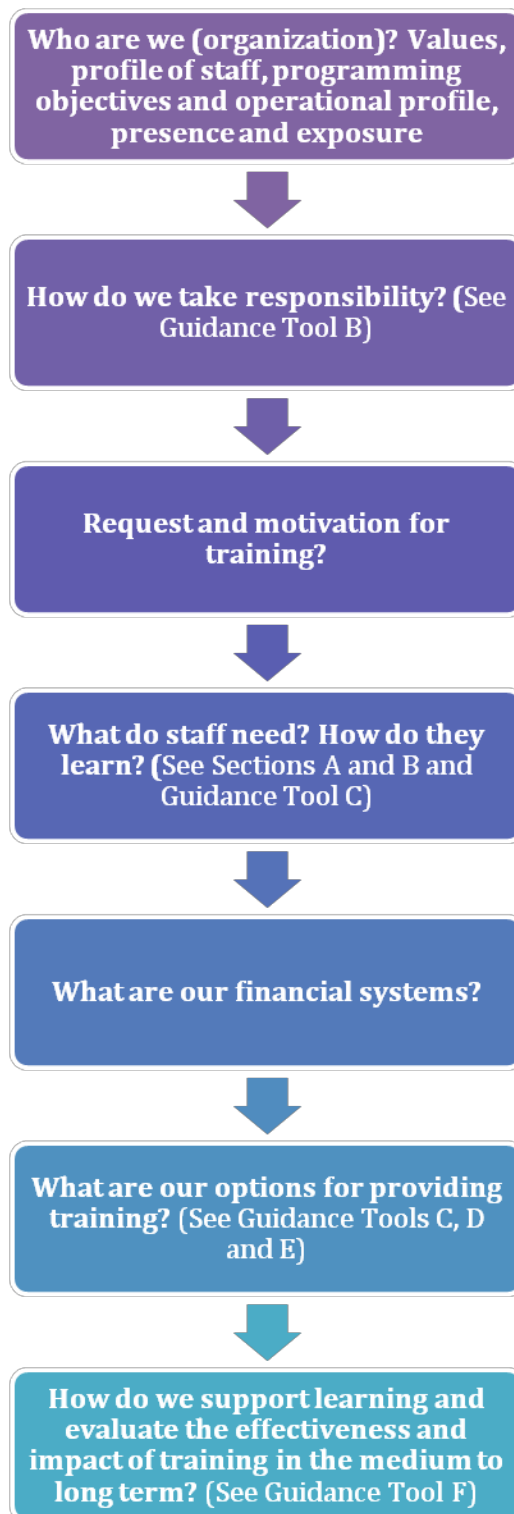 Who are we (organization)? Values,
profile of staff, programming
objectives and operational profile,
presence and exposure
How do we take responsibility? (See
Guidance Tool B)
Request and motivation for
training?
What do staff need? How do they
learn? (See Sections A and B and
Guidance Tool C)
What are our financial systems?
What are our options for providing
training? (See Guidance Tools C, D
and E)
How do we support learning and
evaluate the effectiveness and
impact of training in the medium to
long term? (See Guidance Tool F)